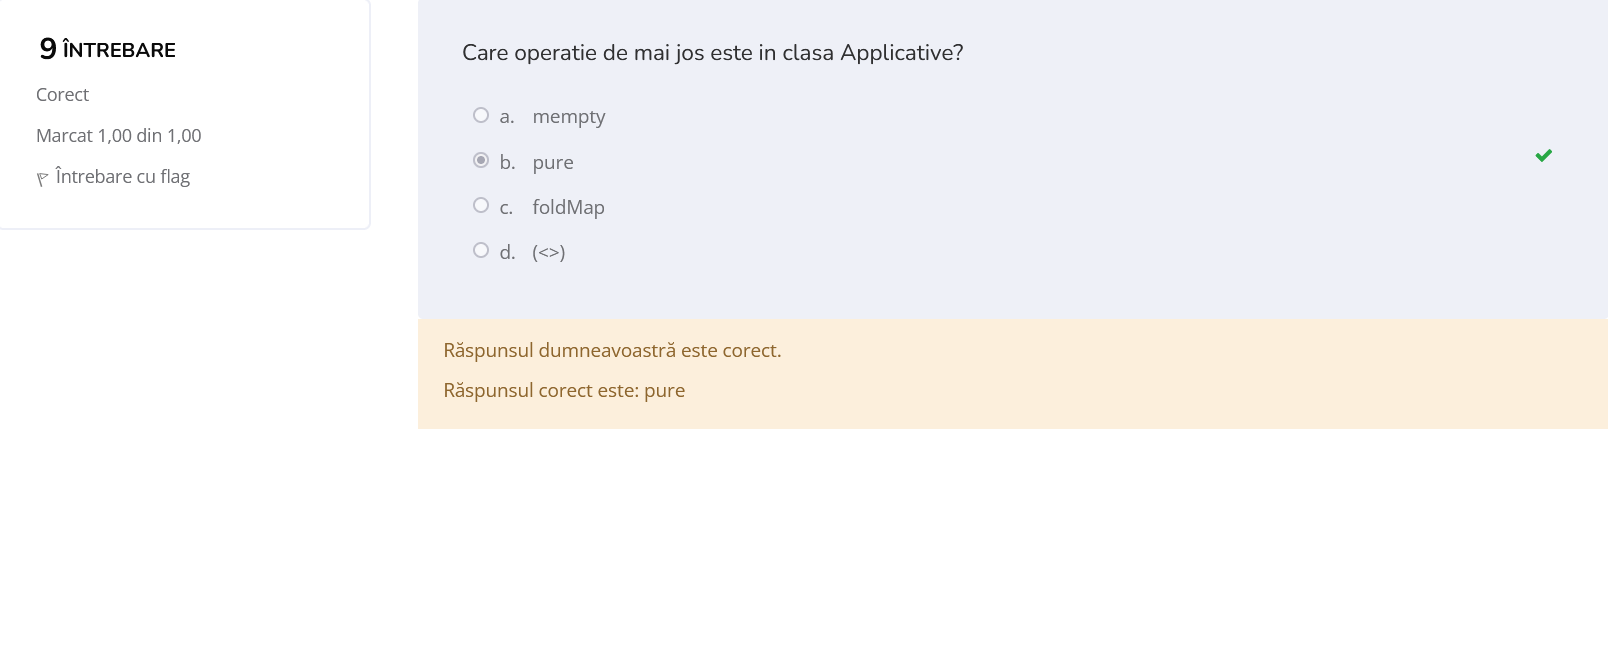 9 ÎNTREBARE
Corect
Marcat 1,00 din 1,00
Întrebare cu flag
Care operatie de mai jos este in clasa Applicative?
a. mempty
b. pure
c. foldMap
d. (<>)
Răspunsul dumneavoastră este corect.
Răspunsul corect este: pure